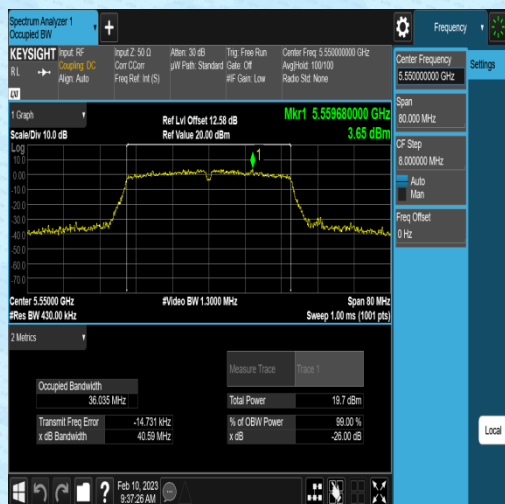 Spectrum Analyzer 1
Occupied BW
Frequency
KEYSIGHT
RL
Input: RF
Coupling: DC
Align: Auto
Input Z: 50 Ω
Corr CCorr
Freq Ref: Int (S)
Atten: 30 dB
µW Path: Standard
Trig: Free Run
Gate: Off
#IF Gain: Low
Center Freq: 5.550000000 GHz
Avg|Hold: 100/100
Radio Std: None
Center Frequency
5.550000000 GHz
Settings
Span
80.000 MHz
CF Step
8.000000 MHz
Auto
Man
Freq Offset
0 Hz
Local
1 Graph
Scale/Div 10.0 dB
Ref Lvl Offset 12.58 dB
Ref Value 20.00 dBm
Mkr1 5.559680000 GHz
3.65 dBm
Log
10.0
0.00
-10.0
-20.0
-30.0
-40.0
-50.0
-60.0
-70.0
1
Center 5.55000 GHz
#Res BW 430.00 kHz
#Video BW 1.3000 MHz
Span 80 MHz
Sweep 1.00 ms (1001 pts)
2 Metrics
Measure Trace
Trace 1
Occupied Bandwidth
36.035 MHz
Total Power
19.7 dBm
Transmit Freq Error
-14.731 kHz
% of OBW Power
99.00 %
x dB Bandwidth
40.59 MHz
x dB
-26.00 dB
Feb 10, 2023
9:37:26 AM